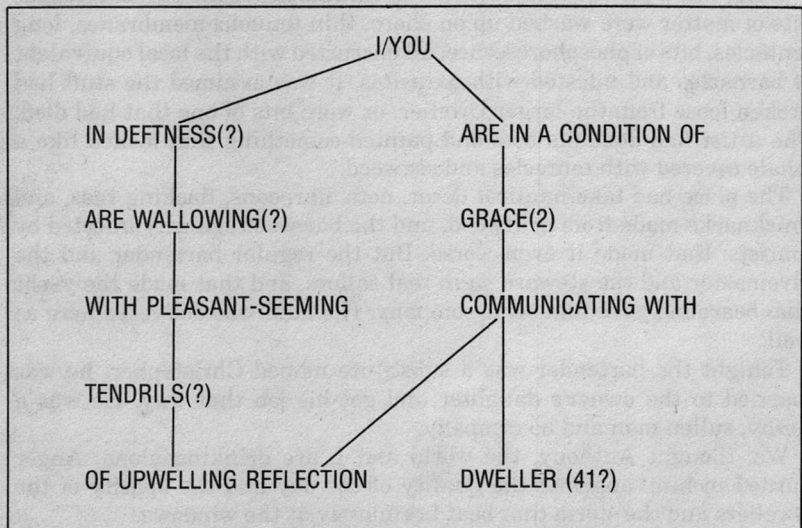 I/YOU
IN DEFTNESS(?) ARE IN A CONDITION OF
ARE WALLOWING(?) GRACE(2)
WITH PLEASANT-SEEMING COMMUNICATING WITH
TENDRILS(?)
OF UPWELLING REFLECTION DWELLER (41?)